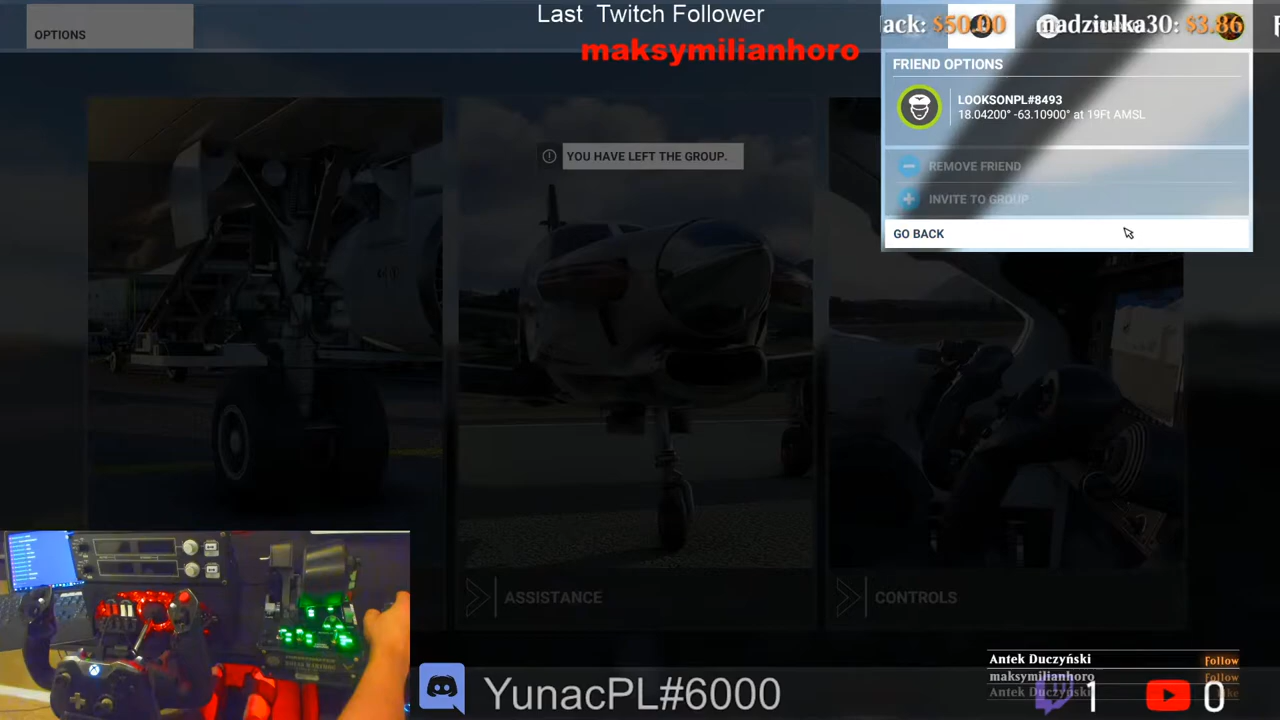 OPTIONS
Last Twitch Follower
maksymilianhoro
ack: $50.00 madziulka30: $3.86
FRIEND OPTIONS
LOOKSONPL#8493
18.04200° -63.10900° at 19Ft AMSL
REMOVE FRIEND
INVITE TO GROUP
GO BACK
YOU HAVE LEFT THE GROUP.
ASSISTANCE
CONTROLS
YunacPL#6000
Antek Duczyński Follow
maksymilianhoro follow
Antek Duczyński
1
0